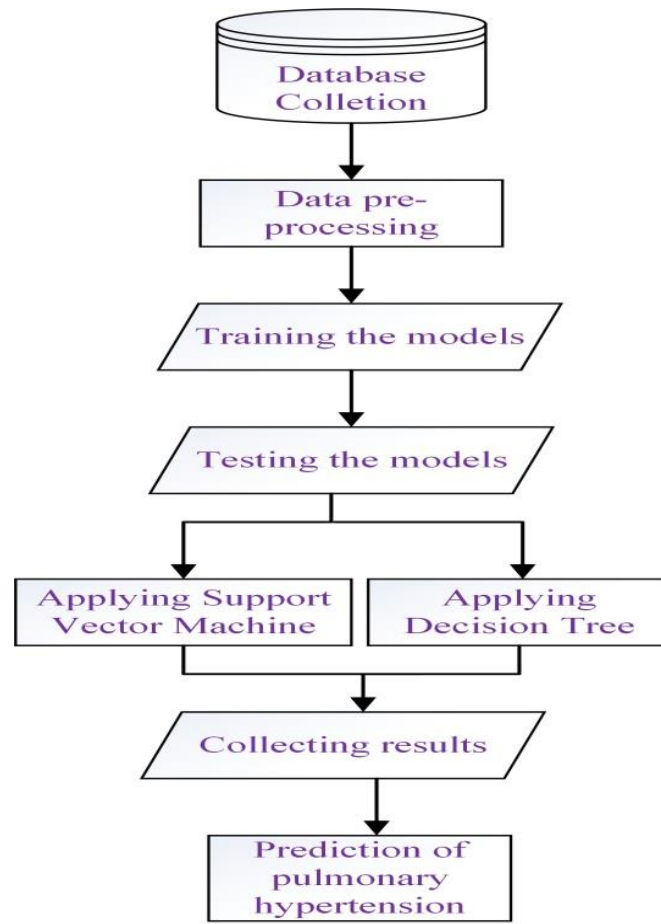 Database
Colletion
Data pre-
processing
Training the models
Testing the models
Applying Support
Vector Machine
Applying
Decision Tree
Collecting results
Prediction of
pulmonary
hypertension